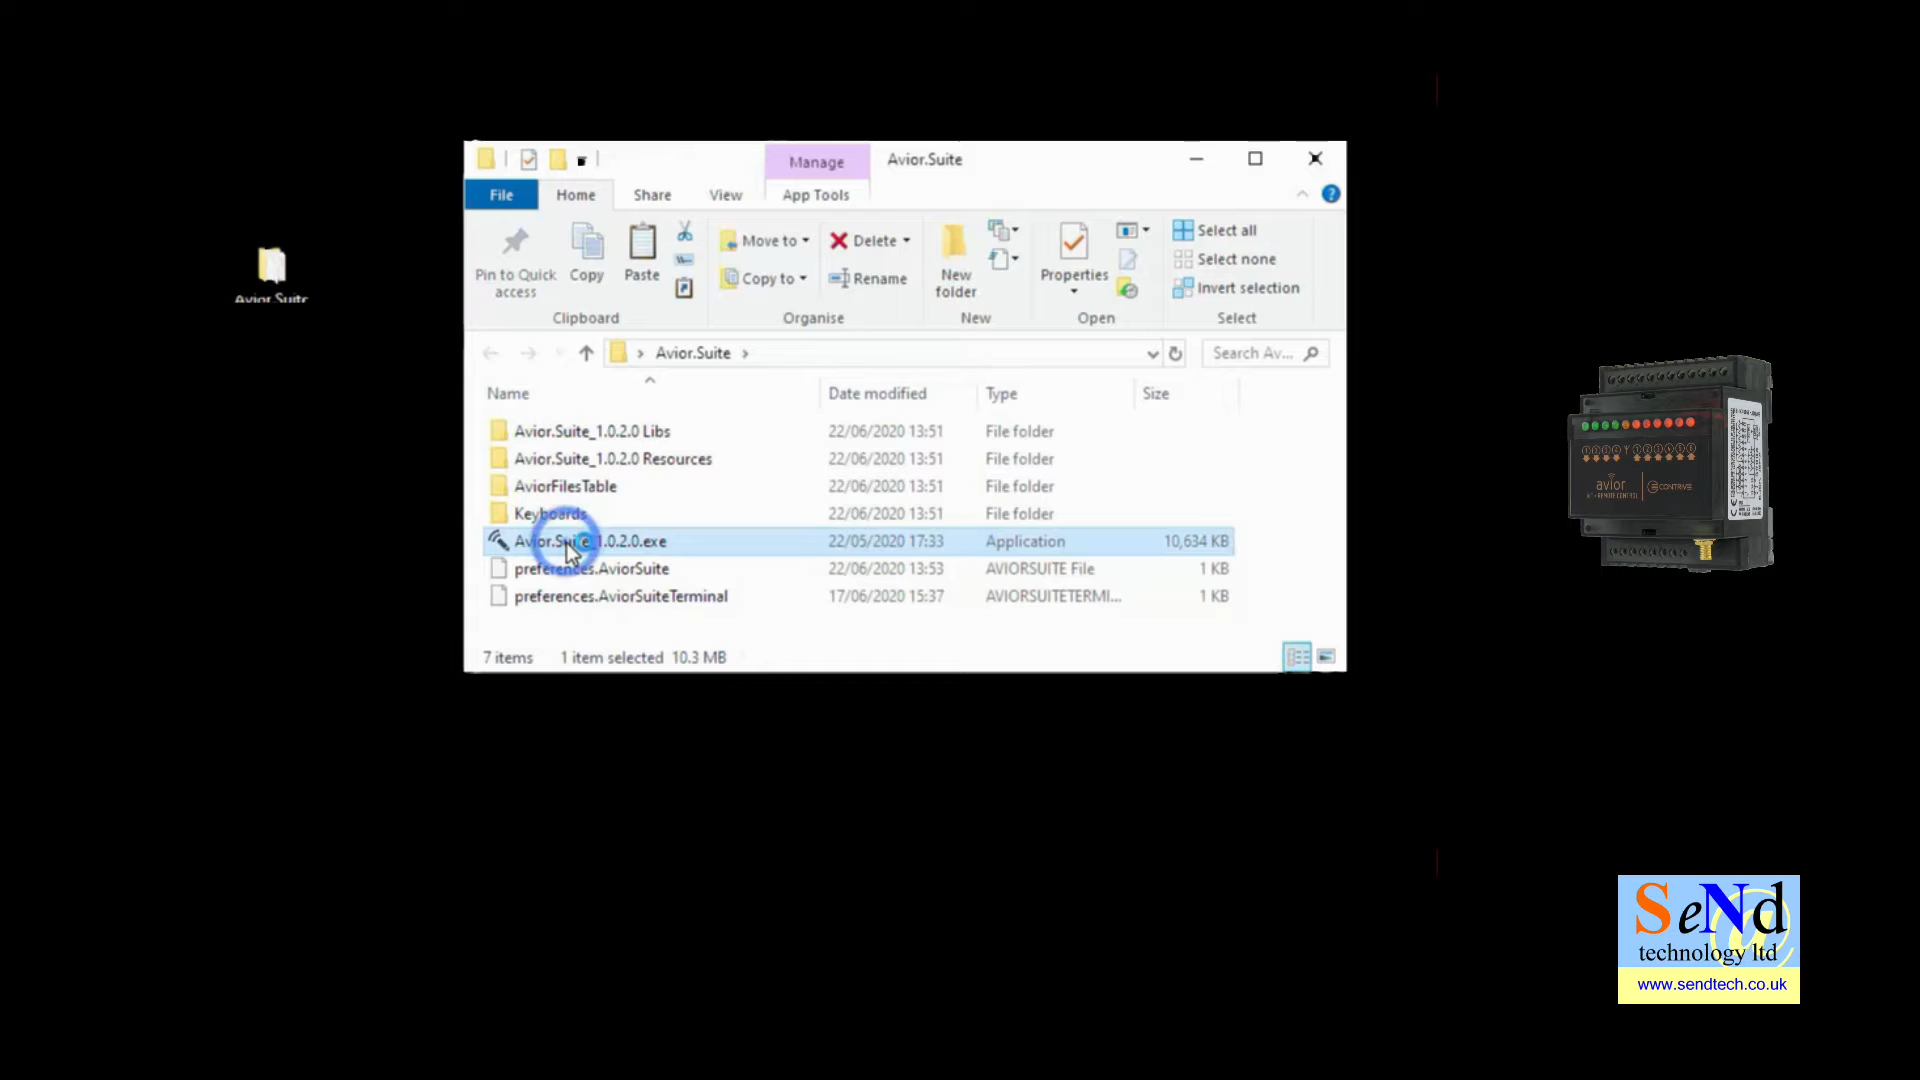 Manage
Avior.Suite
File
Home
Share
View
App Tools
Pin to Quick
access
Copy
Paste
Move to
Copy to
Delete
Rename
New
folder
Properties
Select all
Select none
Invert selection
Clipboard
Organise
New
Open
Select
Avior.Suite
Search Av...
Name
Date modified
Type
Size
Avior.Suite_1.0.2.0 Libs 22/06/2020 13:51 File folder
Avior.Suite_1.0.2.0 Resources 22/06/2020 13:51 File folder
AviorFilesTable 22/06/2020 13:51 File folder
Keyboards 22/06/2020 13:51 File folder
Avior.Suite_1.0.2.0.exe 22/05/2020 17:33 Application 10,634 KB
preferences.AviorSuite 22/06/2020 13:53 AVIORSUITE File 1 KB
preferences.AviorSuiteTerminal 17/06/2020 15:37 AVIORSUITETERMI... 1 KB
7 items 1 item selected 10.3 MB
Avior.Suite
avior
CONTRIVE
SeNd
technology ltd
www.sendtech.co.uk